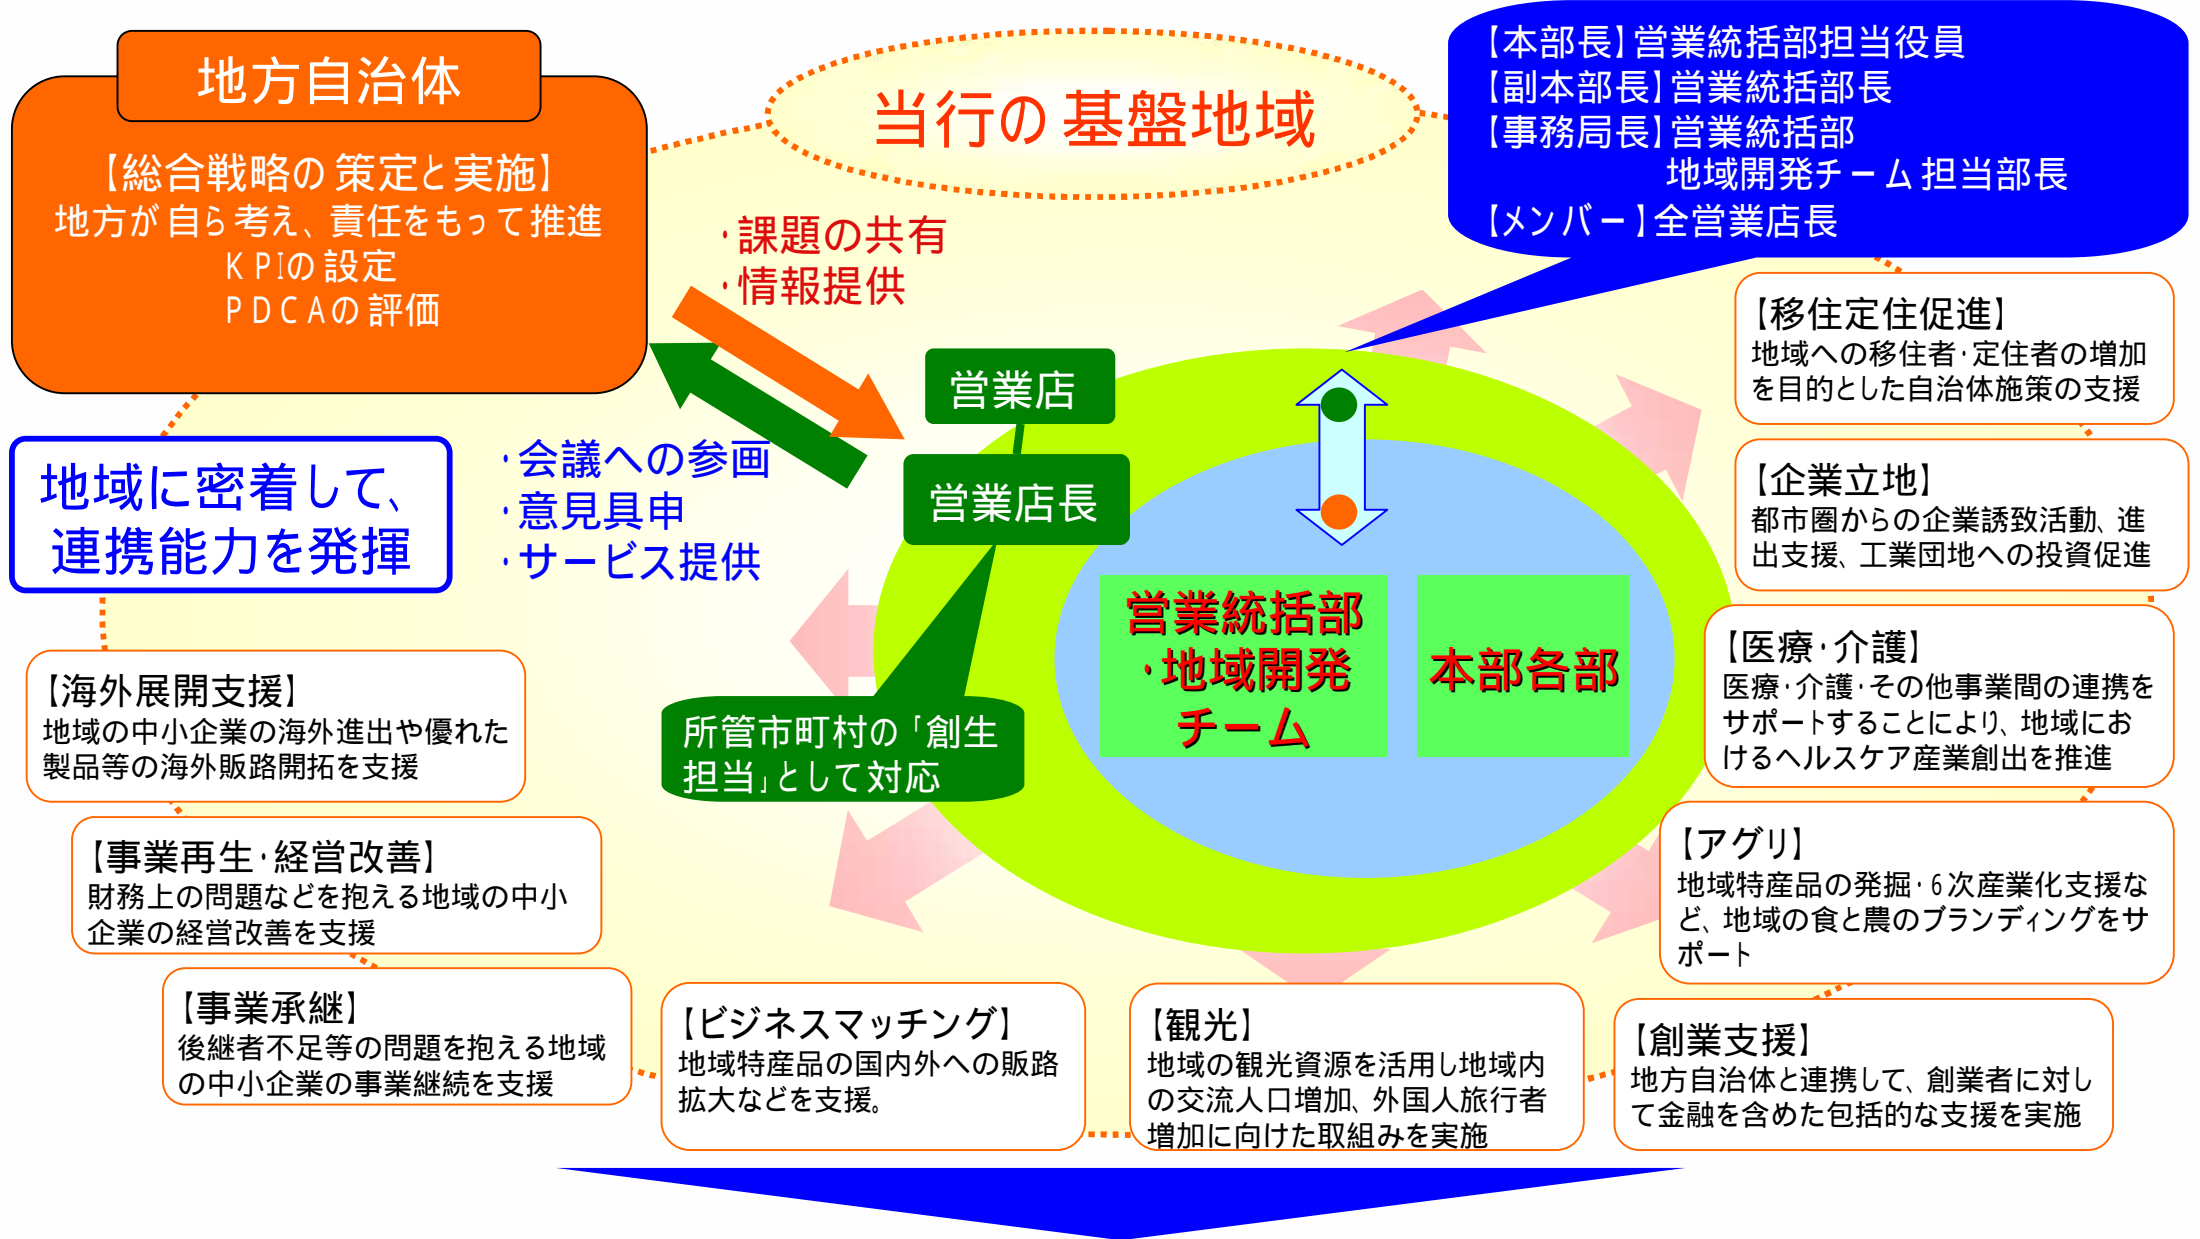 地方自治体
【総合戦略の策定と実施】
地方が自ら考え、責任をもって推進
KPIの設定
PDCAの評価
当行の基盤地域
【本部長】営業統括部担当役員
【副本部長】営業統括部長
【事務局長】営業統括部
地域開発チーム担当部長
【メンバー】全営業店長
・課題の共有
・情報提供
地域に密着して、
連携能力を発揮
・会議への参画
・意見具申
・サービス提供
営業店
営業店長
所管市町村の「創生
担当」として対応
営業統括部
・地域開発
チーム
本部各部
【移住定住促進】
地域への移住者・定住者の増加
を目的とした自治体施策の支援
【企業立地】
都市圏からの企業誘致活動、進
出支援、工業団地への投資促進
【医療・介護】
医療・介護・その他事業間の連携を
サポートすることにより、地域にお
けるヘルスケア産業創出を推進
【アグリ】
地域特産品の発掘・6次産業化支援な
ど、地域の食と農のブランディングをサ
ポート
【創業支援】
地方自治体と連携して、創業者に対し
て金融を含めた包括的な支援を実施
【観光】
地域の観光資源を活用し地域内
の交流人口増加、外国人旅行者
増加に向けた取組みを実施
【ビジネスマッチング】
地域特産品の国内外への販路
拡大などを支援。
【事業承継】
後継者不足等の問題を抱える地域
の中小企業の事業継続を支援
【事業再生・経営改善】
財務上の問題などを抱える地域の中小
企業の経営改善を支援
【海外展開支援】
地域の中小企業の海外進出や優れた
製品等の海外販路開拓を支援